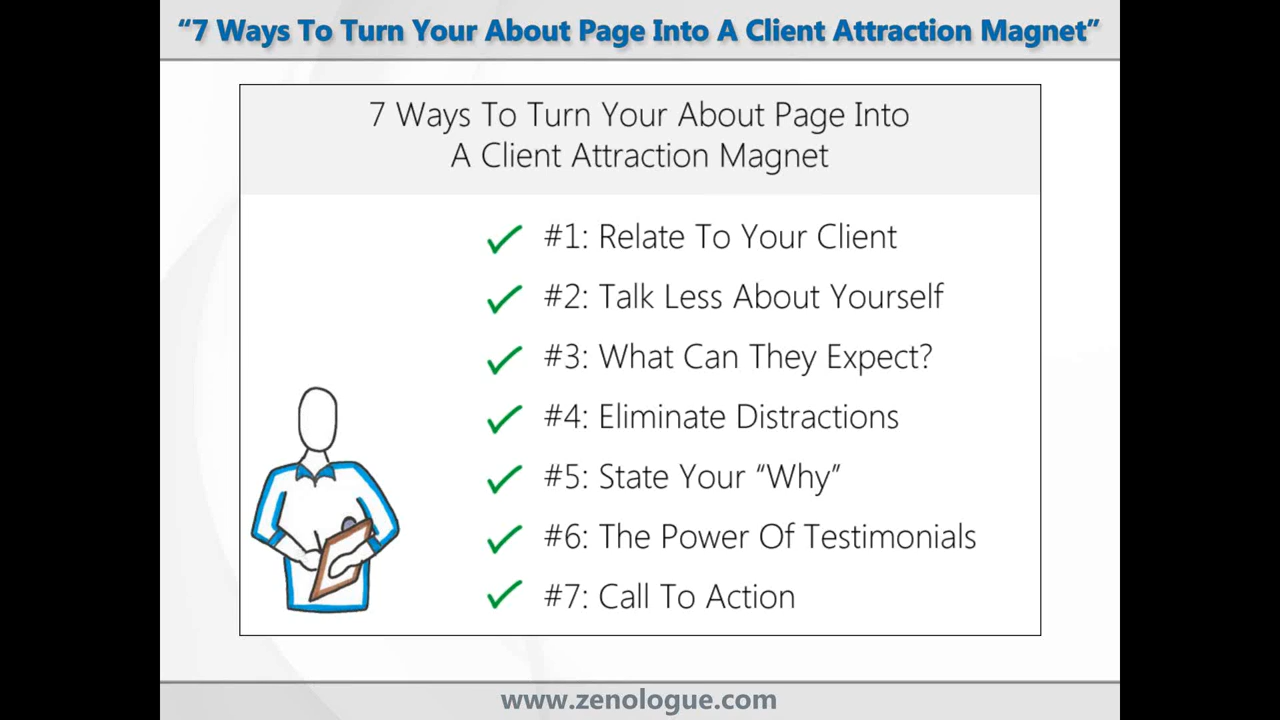 “7 Ways To Turn Your About Page Into A Client Attraction Magnet”
7 Ways To Turn Your About Page Into
A Client Attraction Magnet
#1: Relate To Your Client
#2: Talk Less About Yourself
#3: What Can They Expect?
#4: Eliminate Distractions
#5: State Your “Why”
#6: The Power Of Testimonials
#7: Call To Action
www.zenologue.com